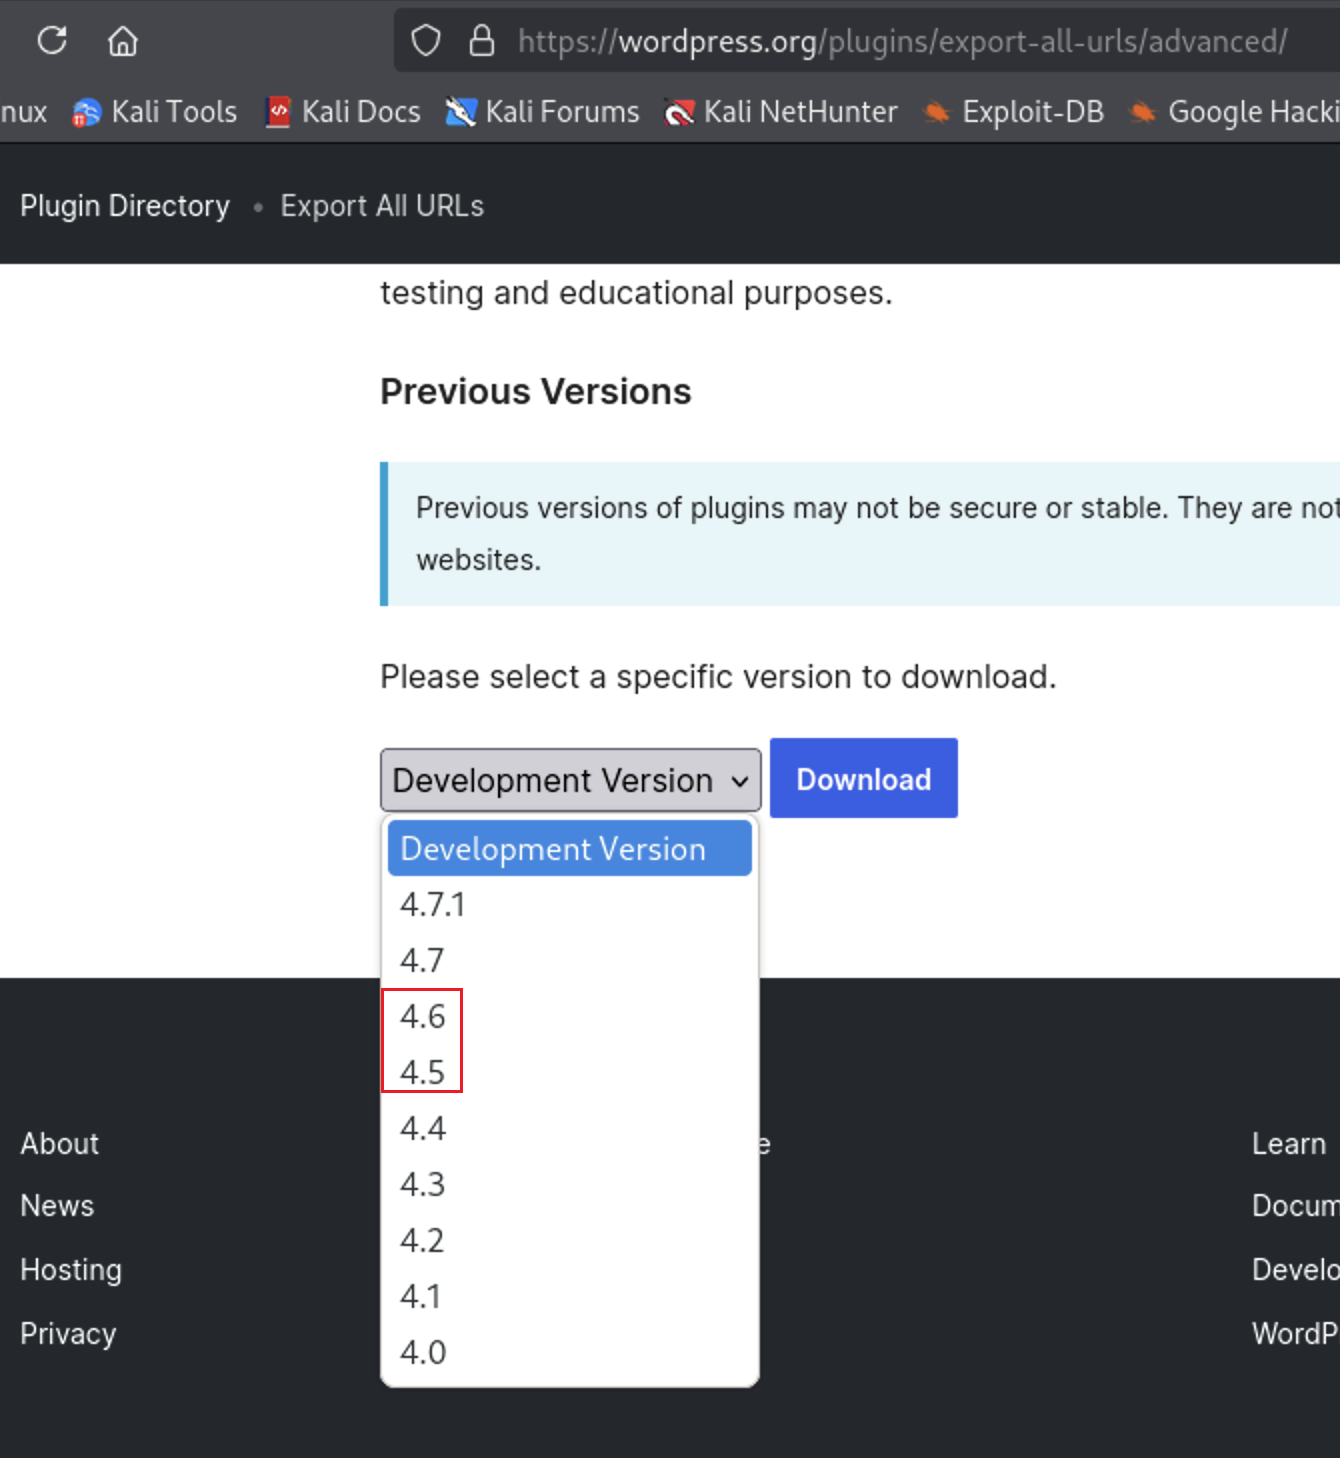 https://wordpress.org/plugins/export-all-urls/advanced/
nux Kali Tools Kali Docs Kali Forums Kali NetHunter Exploit-DB Google Hacki
Plugin Directory • Export All URLs
testing and educational purposes.
Previous Versions
Previous versions of plugins may not be secure or stable. They are not
websites.
Please select a specific version to download.
Development Version Download
Development Version
4.7.1
4.7
4.6
4.5
4.4
4.3
4.2
4.1
4.0
About e Learn
News Docum
Hosting Develo
Privacy WordP